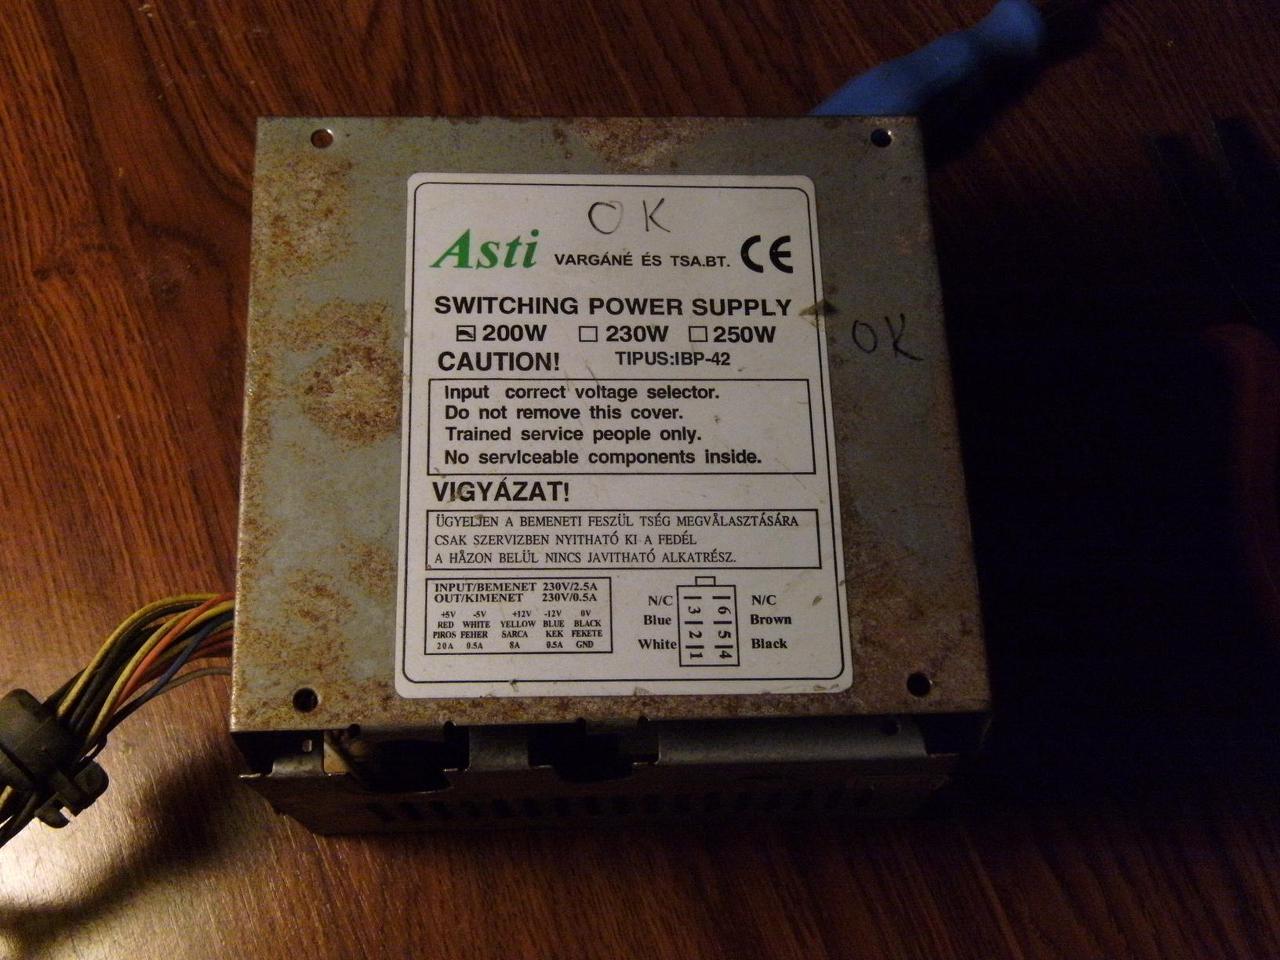 OK
Asti VARGÁNÉ ÉS TSA.BT. CE
SWITCHING POWER SUPPLY
200W 230W 250W
OK
CAUTION! TIPUS:IBP-42
Input correct voltage selector.
Do not remove this cover.
Trained service people only.
No serviceable components inside.
VIGYÁZAT!
ÜGYELJEN A BEMENETI FESZÜL TSÉG MEGVÅLASZTÁSÁRA
CSAK SZERVIZBEN NYITHATÓ KI A FEDÉL
A HÅZON BELÜL NINCS JAVITHATÓ ALKATRÉSZ.
INPUT/BEMENET 230V/2.5A
OUT/KIMENET 230V/0.5A
+5V -5V +12V -12V 0V
RED WHITE YELLOW BLUE BLACK
PIROS FEHER SARCA KEK FEKETE
20A 0.5A 8A 0.5A GND
N/C 3 6 N/C
Blue 2 5 Brown
White 1 4 Black